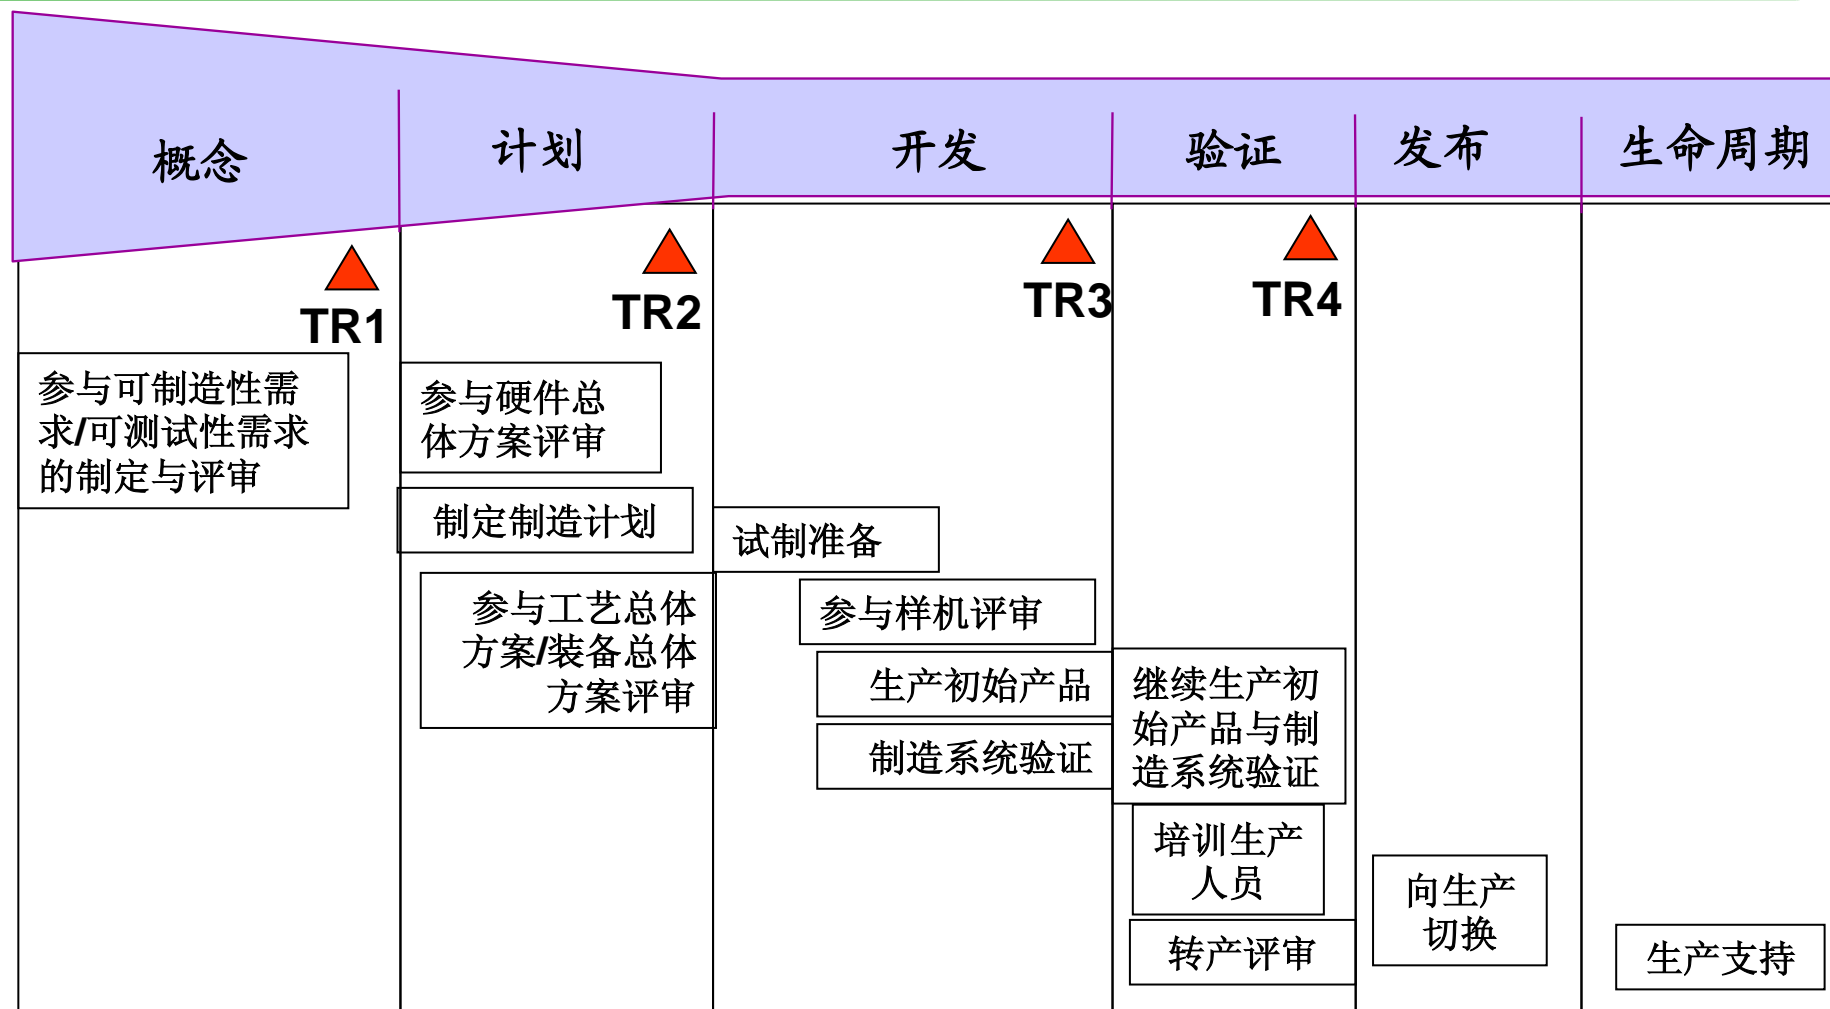 概念
计划
开发
验证
发布
生命周期
TR1
TR2
TR3
TR4
参与可制造性需
求/可测试性需求
的制定与评审
参与硬件总
体方案评审
制定制造计划
参与工艺总体
方案/装备总体
方案评审
试制准备
参与样机评审
生产初始产品
制造系统验证
继续生产初
始产品与制
造系统验证
培训生产
人员
转产评审
向生产
切换
生产支持